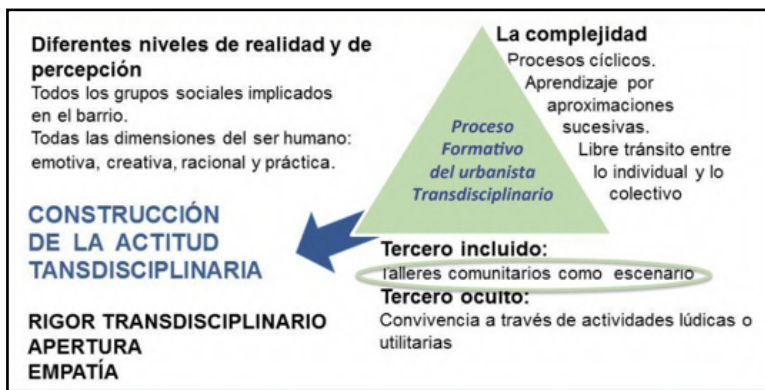 Diferentes niveles de realidad y de
percepción
Todos los grupos sociales implicados
en el barrio.
Todas las dimensiones del ser humano:
emotiva, creativa, racional y práctica.
La complejidad
Procesos cíclicos.
Aprendizaje por
aproximaciones
sucesivas.
Libre tránsito entre
lo individual y lo
colectivo
Proceso
Formativo
del urbanista
Transdisciplinario
CONSTRUCCIÓN
DE LA ACTITUD
TANSDISCIPLINARIA
RIGOR TRANSDISCIPLINARIO
APERTURA
EMPATÍA
Tercero incluido:
Talleres comunitarios como escenario
Tercero oculto:
Convivencia a través de actividades lúdicas o
utilitarias